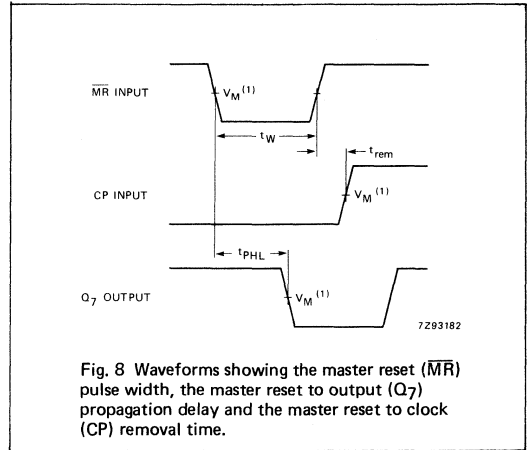 M̅R̅ INPUT
VM(1)
tW
trem
CP INPUT
VM(1)
tPHL
Q7 OUTPUT
VM(1)
7Z93182
Fig. 8 Waveforms showing the master reset (M̅R̅)
pulse width, the master reset to output (Q7)
propagation delay and the master reset to clock
(CP) removal time.